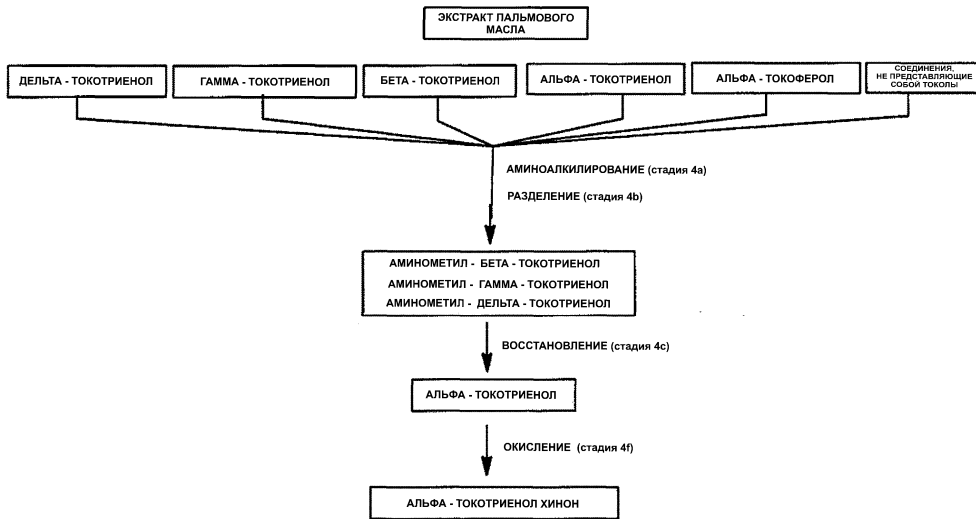 ЭКСТРАКТ ПАЛЬМОВОГО
МАСЛА
ДЕЛЬТА - ТОКОТРИЕНОЛ
ГАММА - ТОКОТРИЕНОЛ
БЕТА - ТОКОТРИЕНОЛ
АЛЬФА - ТОКОТРИЕНОЛ
АЛЬФА - ТОКОФЕРОЛ
СОЕДИНЕНИЯ,
НЕ ПРЕДСТАВЛЯЮЩИЕ
СОБОЙ ТОКОЛЫ
АМИНОАЛКИЛИРОВАНИЕ (стадия 4a)
РАЗДЕЛЕНИЕ (стадия 4b)
АМИНОМЕТИЛ - БЕТА - ТОКОТРИЕНОЛ
АМИНОМЕТИЛ - ГАММА - ТОКОТРИЕНОЛ
АМИНОМЕТИЛ - ДЕЛЬТА - ТОКОТРИЕНОЛ
ВОССТАНОВЛЕНИЕ (стадия 4c)
АЛЬФА - ТОКОТРИЕНОЛ
ОКИСЛЕНИЕ (стадия 4f)
АЛЬФА - ТОКОТРИЕНОЛ ХИНОН